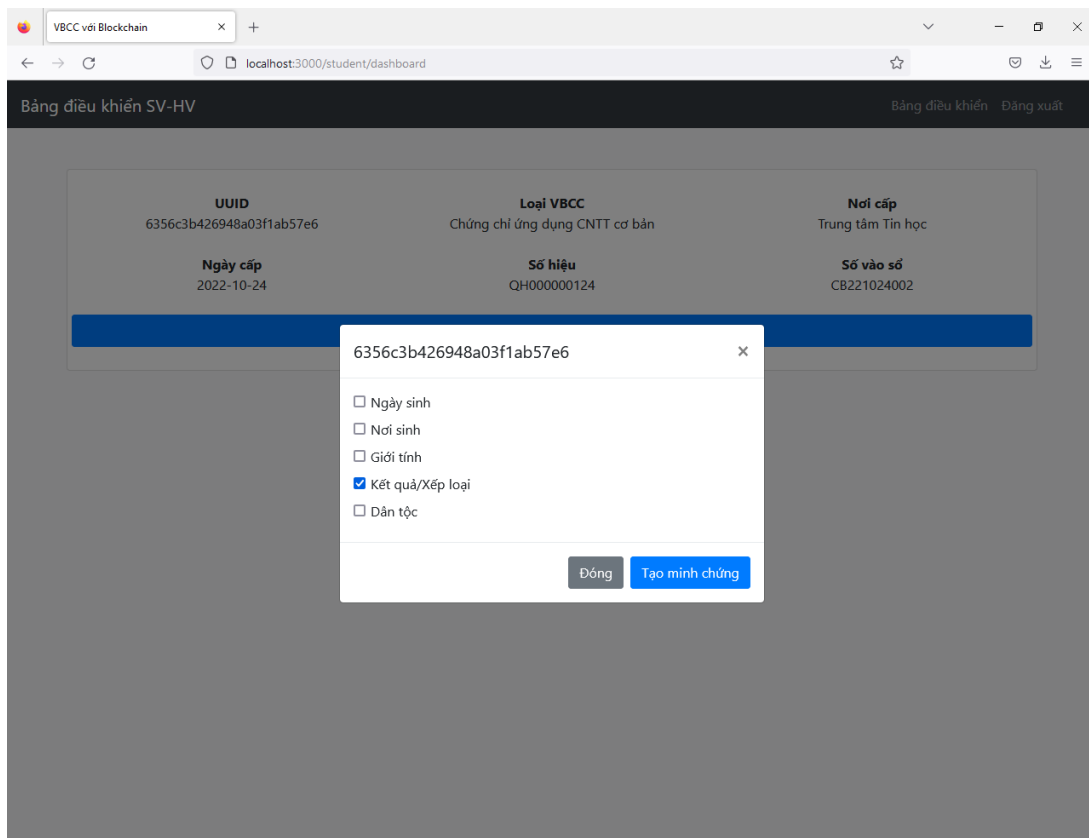 VBCC với Blockchain
localhost:3000/student/dashboard
Bảng điều khiển SV-HV
Bảng điều khiển Đăng xuất
UUID Loại VBCC Nơi cấp
6356c3b426948a03f1ab57e6 Chứng chỉ ứng dụng CNTT cơ bản Trung tâm Tin học
Ngày cấp Số hiệu Số vào sổ
2022-10-24 QH000000124 CB221024002
6356c3b426948a03f1ab57e6 ×
Ngày sinh
Nơi sinh
Giới tính
Kết quả/Xếp loại
Dân tộc
Đóng Tạo minh chứng